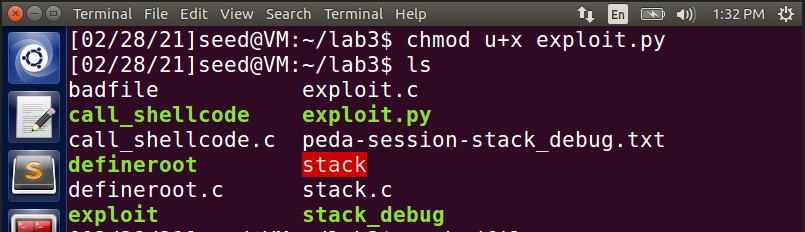 Terminal Terminal File Edit View Search Terminal Help En 1:32 PM
[02/28/21]seed@VM:~/lab3$ chmod u+x exploit.py
[02/28/21]seed@VM:~/lab3$ ls
badfile exploit.c
call_shellcode exploit.py
call_shellcode.c peda-session-stack_debug.txt
defineroot stack
defineroot.c stack.c
exploit stack_debug